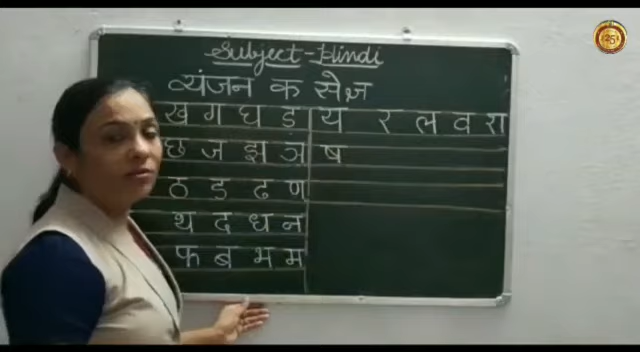 Subject-Hindi
व्यंजन क से ज्ञ
ख ग घ ड़ य र ल व श
छ ज झ ञ ष
ठ ड ढ ण
थ द ध न
फ ब भ म